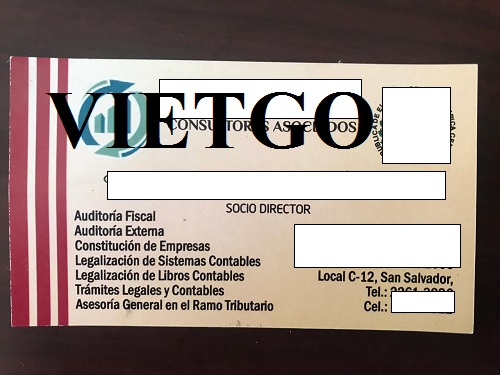 VIETGO
CONSULTORES ASOCIADOS
SOCIO DIRECTOR
Auditoría Fiscal
Auditoría Externa
Constitución de Empresas
Legalización de Sistemas Contables
Legalización de Libros Contables
Trámites Legales y Contables
Asesoría General en el Ramo Tributario
Local C-12, San Salvador,
Tel.:
Cel.: